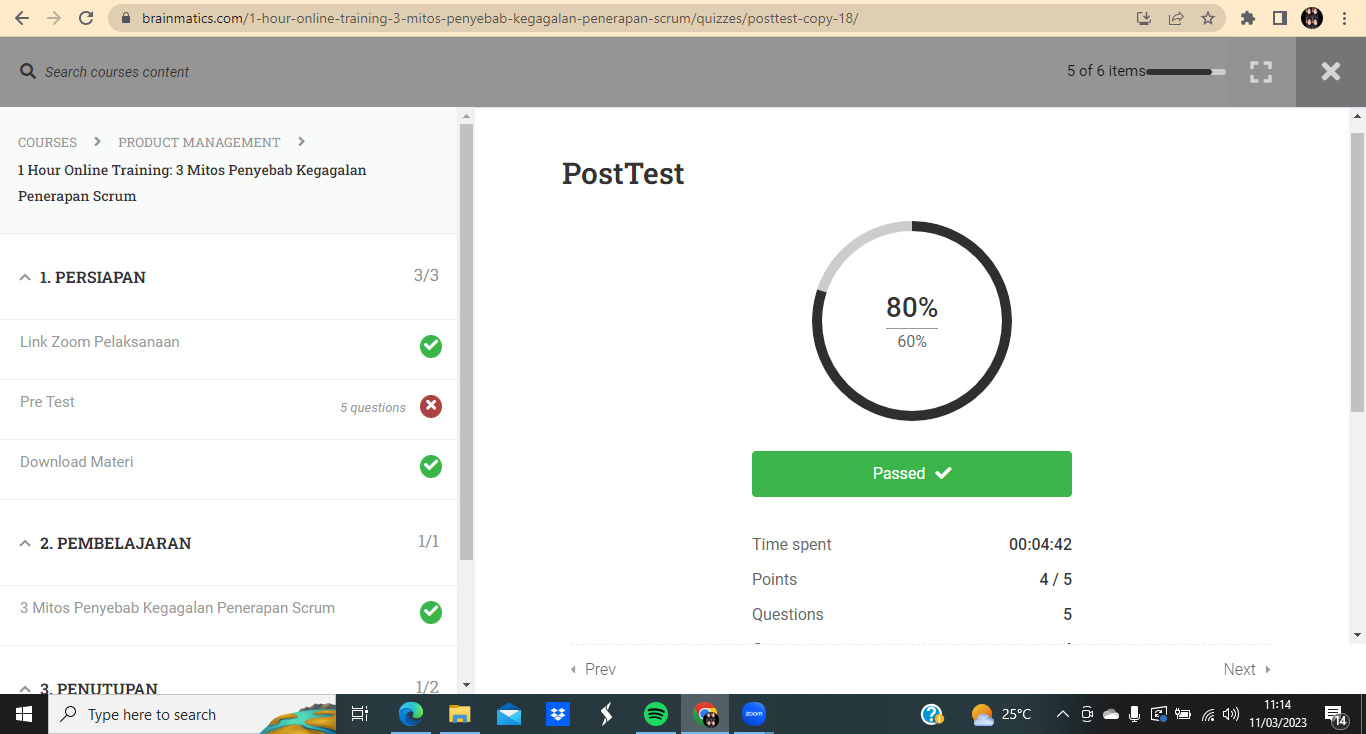 brainmatics.com/1-hour-online-training-3-mitos-penyebab-kegagalan-penerapan-scrum/quizzes/posttest-copy-18/
Search courses content
5 of 6 items
COURSES > PRODUCT MANAGEMENT >
1 Hour Online Training: 3 Mitos Penyebab Kegagalan
Penerapan Scrum
1. PERSIAPAN 3/3
Link Zoom Pelaksanaan
Pre Test 5 questions
Download Materi
2. PEMBELAJARAN 1/1
3 Mitos Penyebab Kegagalan Penerapan Scrum
3. PENUTUPAN 1/2
PostTest
80%
60%
Passed
Time spent 00:04:42
Points 4 / 5
Questions 5
Prev Next
Type here to search
zoom
25°C
11:14
11/03/2023
14